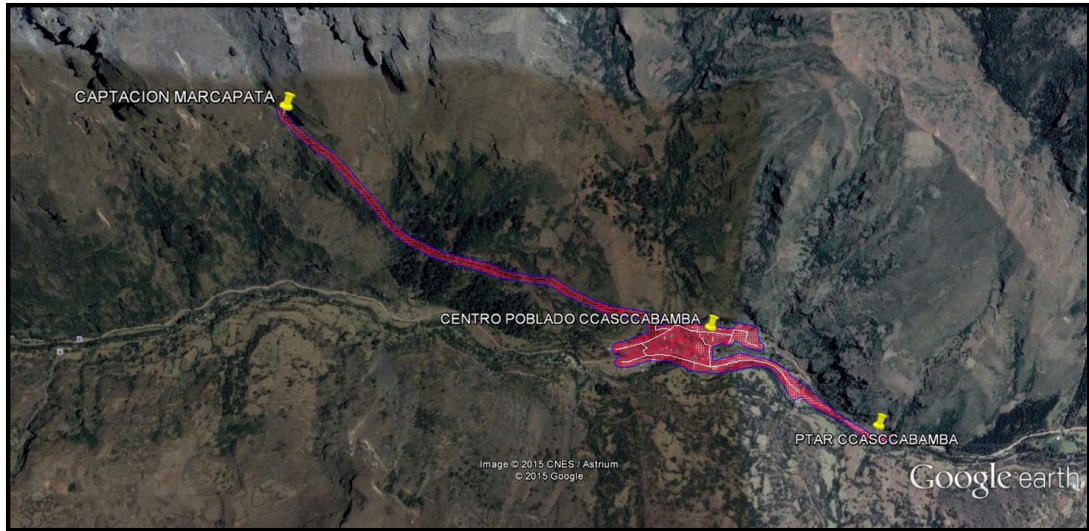 CAPTACION MARCAPATA
CENTRO POBLADO CCASCCABAMBA
PTAR CCASCCABAMBA
Image © 2015 CNES / Astrium
© 2015 Google
Google earth